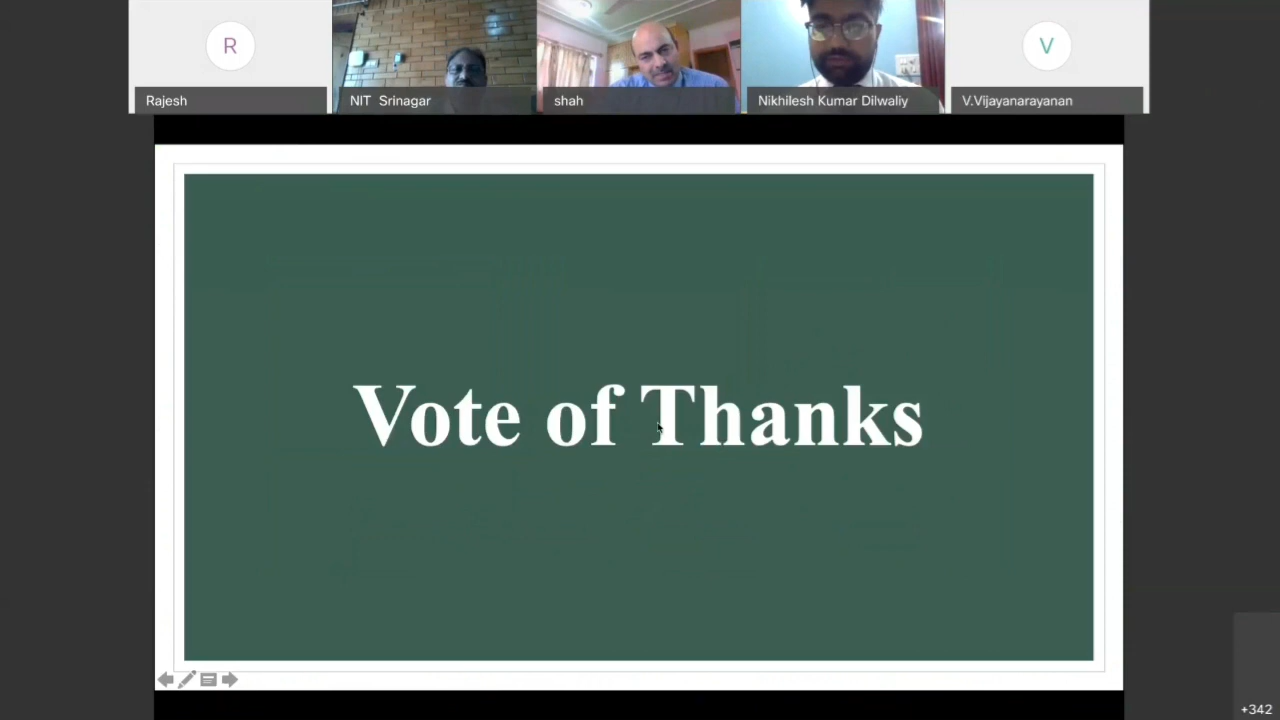 R
V
Rajesh
NIT Srinagar
shah
Nikhilesh Kumar Dilwaliy
V.Vijayanarayanan
Vote of Thanks
+342